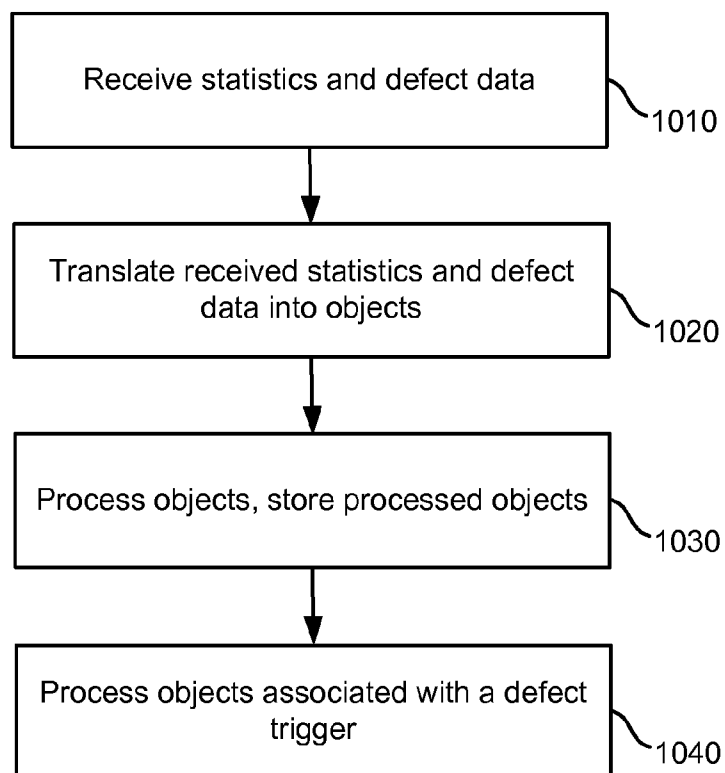 Receive statistics and defect data
1010
Translate received statistics and defect
data into objects
1020
Process objects, store processed objects
1030
Process objects associated with a defect
trigger
1040